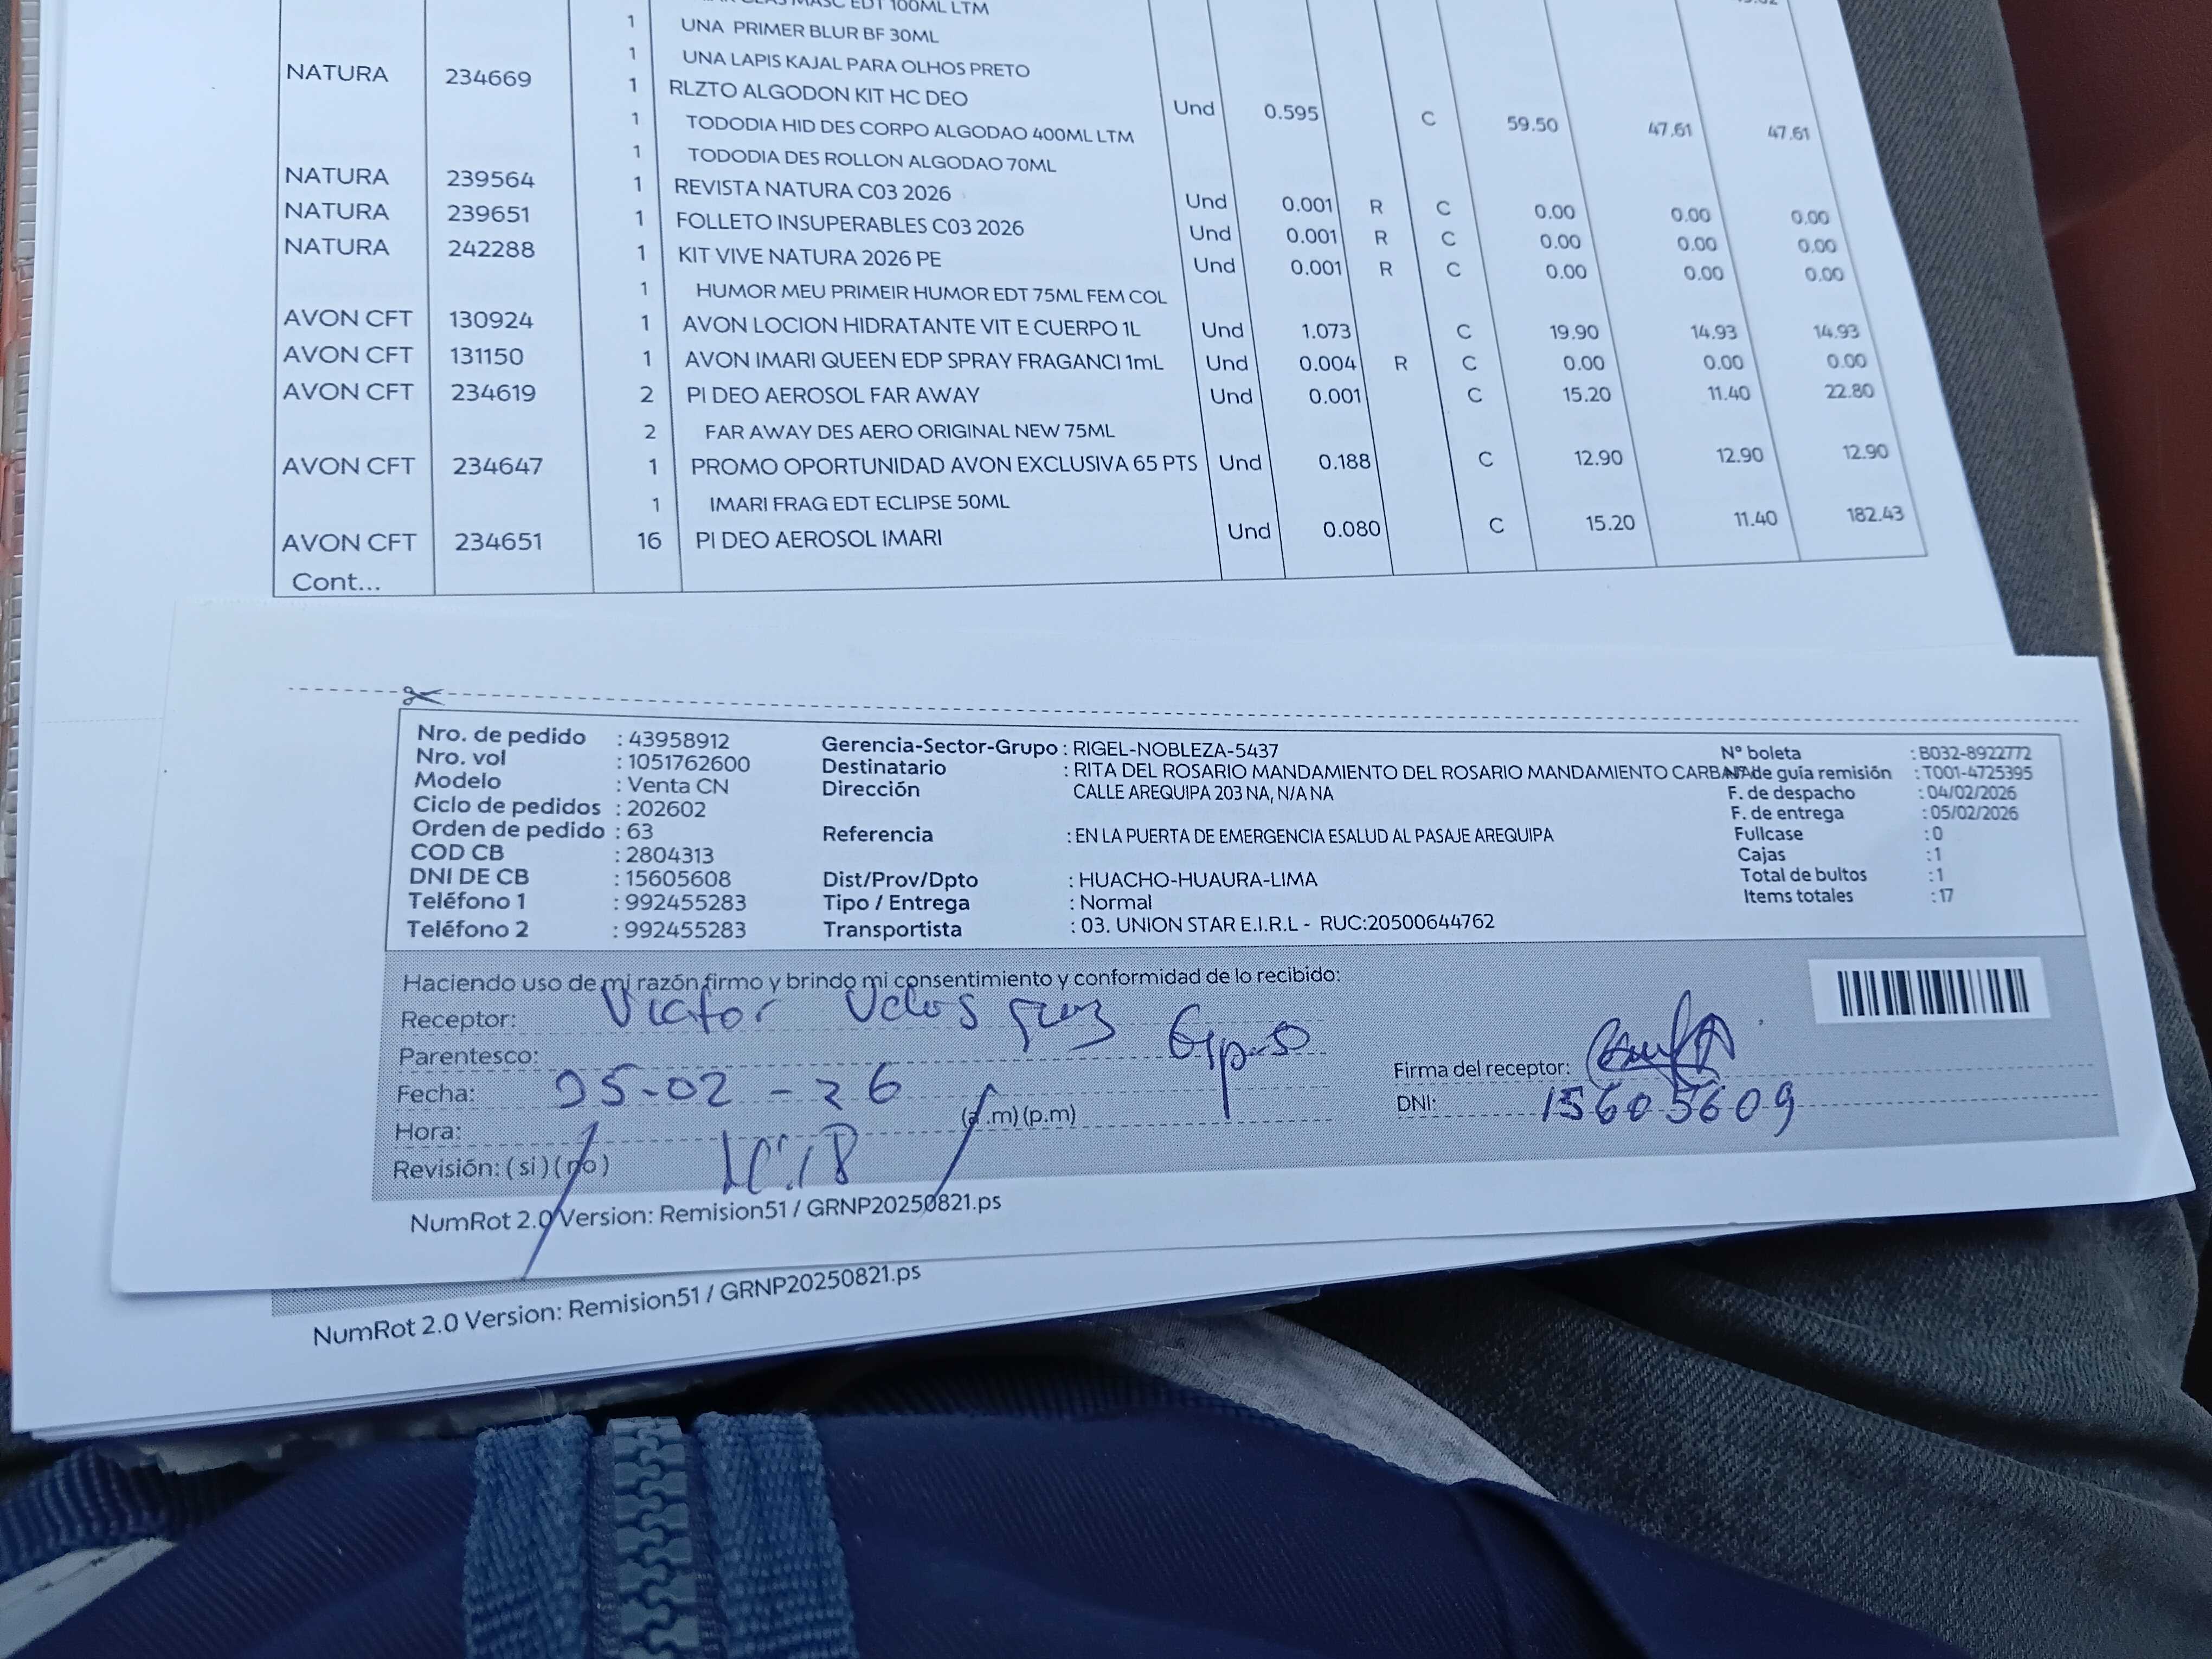 MASC EDT 100ML LTM
1 UNA PRIMER BLUR BF 30ML
1 UNA LAPIS KAJAL PARA OLHOS PRETO
NATURA 234669 1 RLZTO ALGODON KIT HC DEO Und 0.595 C 59.50 47.61 47.61
1 TODODIA HID DES CORPO ALGODAO 400ML LTM
1 TODODIA DES ROLLON ALGODAO 70ML
NATURA 239564 1 REVISTA NATURA C03 2026 Und 0.001 R C 0.00 0.00 0.00
NATURA 239651 1 FOLLETO INSUPERABLES C03 2026 Und 0.001 R C 0.00 0.00 0.00
NATURA 242288 1 KIT VIVE NATURA 2026 PE Und 0.001 R C 0.00 0.00 0.00
1 HUMOR MEU PRIMEIR HUMOR EDT 75ML FEM COL
AVON CFT 130924 1 AVON LOCION HIDRATANTE VIT E CUERPO 1L Und 1.073 C 19.90 14.93 14.93
AVON CFT 131150 1 AVON IMARI QUEEN EDP SPRAY FRAGANCI 1mL Und 0.004 R C 0.00 0.00 0.00
AVON CFT 234619 2 PI DEO AEROSOL FAR AWAY Und 0.001 C 15.20 11.40 22.80
2 FAR AWAY DES AERO ORIGINAL NEW 75ML
AVON CFT 234647 1 PROMO OPORTUNIDAD AVON EXCLUSIVA 65 PTS Und 0.188 C 12.90 12.90 12.90
1 IMARI FRAG EDT ECLIPSE 50ML
AVON CFT 234651 16 PI DEO AEROSOL IMARI Und 0.080 C 15.20 11.40 182.43
Cont...
Nro. de pedido : 43958912
Nro. vol : 1051762600
Modelo : Venta CN
Ciclo de pedidos : 202602
Orden de pedido : 63
COD CB : 2804313
DNI DE CB : 15605608
Teléfono 1 : 992455283
Teléfono 2 : 992455283
Gerencia-Sector-Grupo : RIGEL-NOBLEZA-5437
Destinatario : RITA DEL ROSARIO MANDAMIENTO DEL ROSARIO MANDAMIENTO
Dirección CALLE AREQUIPA 203 NA, N/A NA
Referencia : EN LA PUERTA DE EMERGENCIA ESALUD AL PASAJE AREQUIPA
Dist/Prov/Dpto : HUACHO-HUAURA-LIMA
Tipo / Entrega : Normal
Transportista : 03. UNION STAR E.I.R.L - RUC:20500644762
N° boleta : B032-8922772
de guía remisión : T001-4725395
F. de despacho : 04/02/2026
F. de entrega : 05/02/2026
Fullcase : 0
Cajas : 1
Total de bultos : 1
Items totales : 17
Haciendo uso de mi razón firmo y brindo mi consentimiento y conformidad de lo recibido:
Receptor: Victor
Parentesco:
Fecha: 05-02-26
Hora: (a.m) (p.m)
Revisión: (si) (no)
Firma del receptor:
DNI: 15605609
NumRot 2.0 Version: Remision51 / GRNP20250821.ps
NumRot 2.0 Version: Remision51 / GRNP20250821.ps